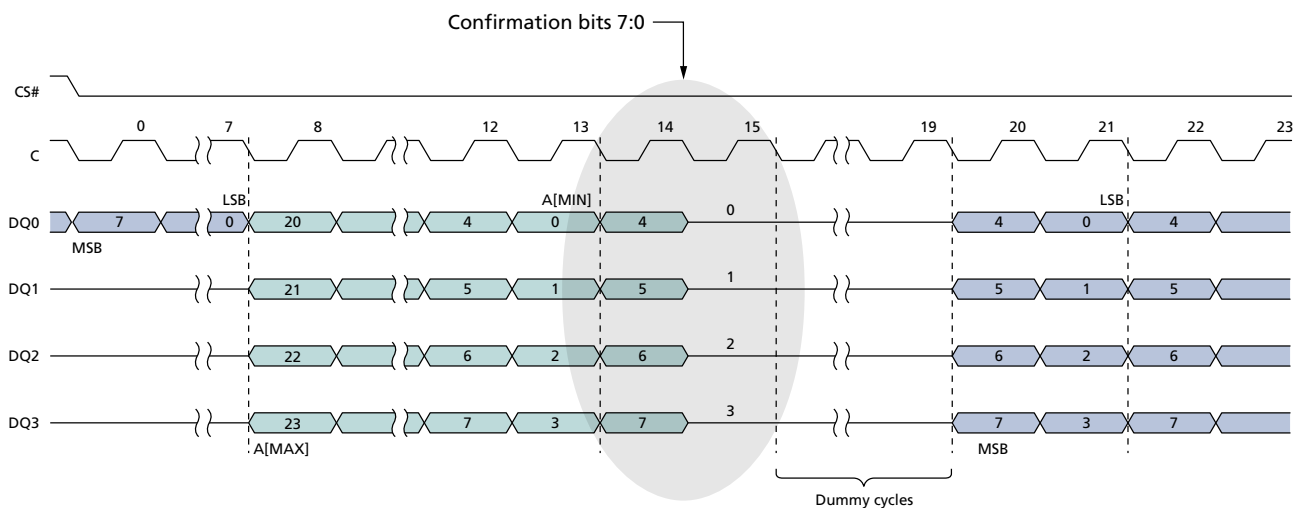 Confirmation bits 7:0
CS#
0 7 8 12 13 14 15 19 20 21 22 23
C
LSB A[MIN] LSB
DQ0 7 0 20 4 0 4 0 4 0 4
MSB
DQ1 21 5 1 5 1 5 1 5
DQ2 22 6 2 6 2 6 2 6
DQ3 23 7 3 7 3 7 3 7
A[MAX] MSB
Dummy cycles